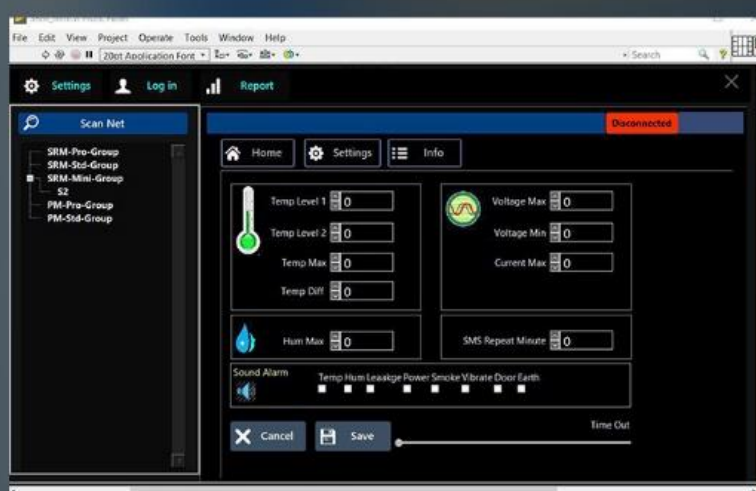 File Edit View Project Operate Tools Window Help
20pt Application Font
Search
Settings Log in Report
Scan Net
Disconnected
SRM-Pro-Group
SRM-Std-Group
SRM-Mini-Group
S2
PM-Pro-Group
PM-Std-Group
Home Settings Info
Temp Level 1 0
Temp Level 2 0
Temp Max 0
Temp Diff 0
Voltage Max 0
Voltage Min 0
Current Max 0
Hum Max 0
SMS Repeat Minute 0
Sound Alarm
Temp Hum Leaakge Power Smoke Vibrate Door Earth
Cancel Save
Time Out